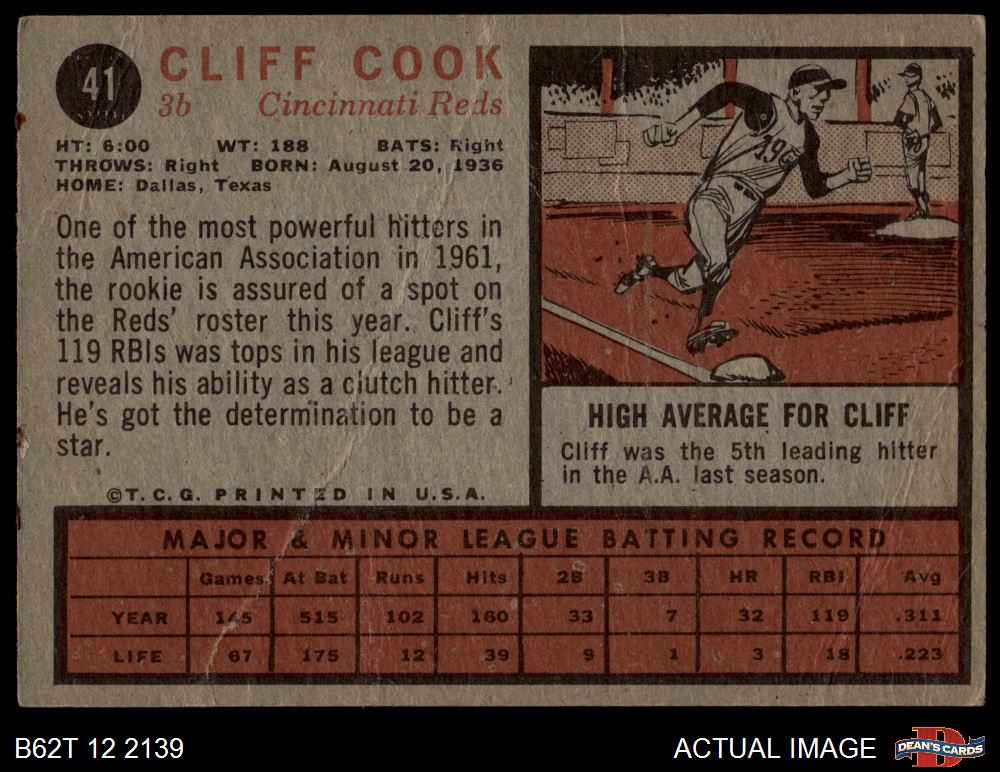 41
CLIFF COOK
3b Cincinnati Reds
HT: 6:00 WT: 188 BATS: Right
THROWS: Right BORN: August 20, 1936
HOME: Dallas, Texas
One of the most powerful hitters in
the American Association in 1961,
the rookie is assured of a spot on
the Reds' roster this year. Cliff's
119 RBIs was tops in his league and
reveals his ability as a clutch hitter.
He's got the determination to be a
star.
©T.C.G. PRINTED IN U.S.A.
19
HIGH AVERAGE FOR CLIFF
Cliff was the 5th leading hitter
in the A.A. last season.
MAJOR & MINOR LEAGUE BATTING RECORD
Games At Bat Runs Hits 2B 3B HR RBI Avg
YEAR 145 515 102 160 33 7 32 119 .311
LIFE 67 175 12 39 9 1 3 18 .223
B62T 12 2139
ACTUAL IMAGE
D
DEAN'S CARDS